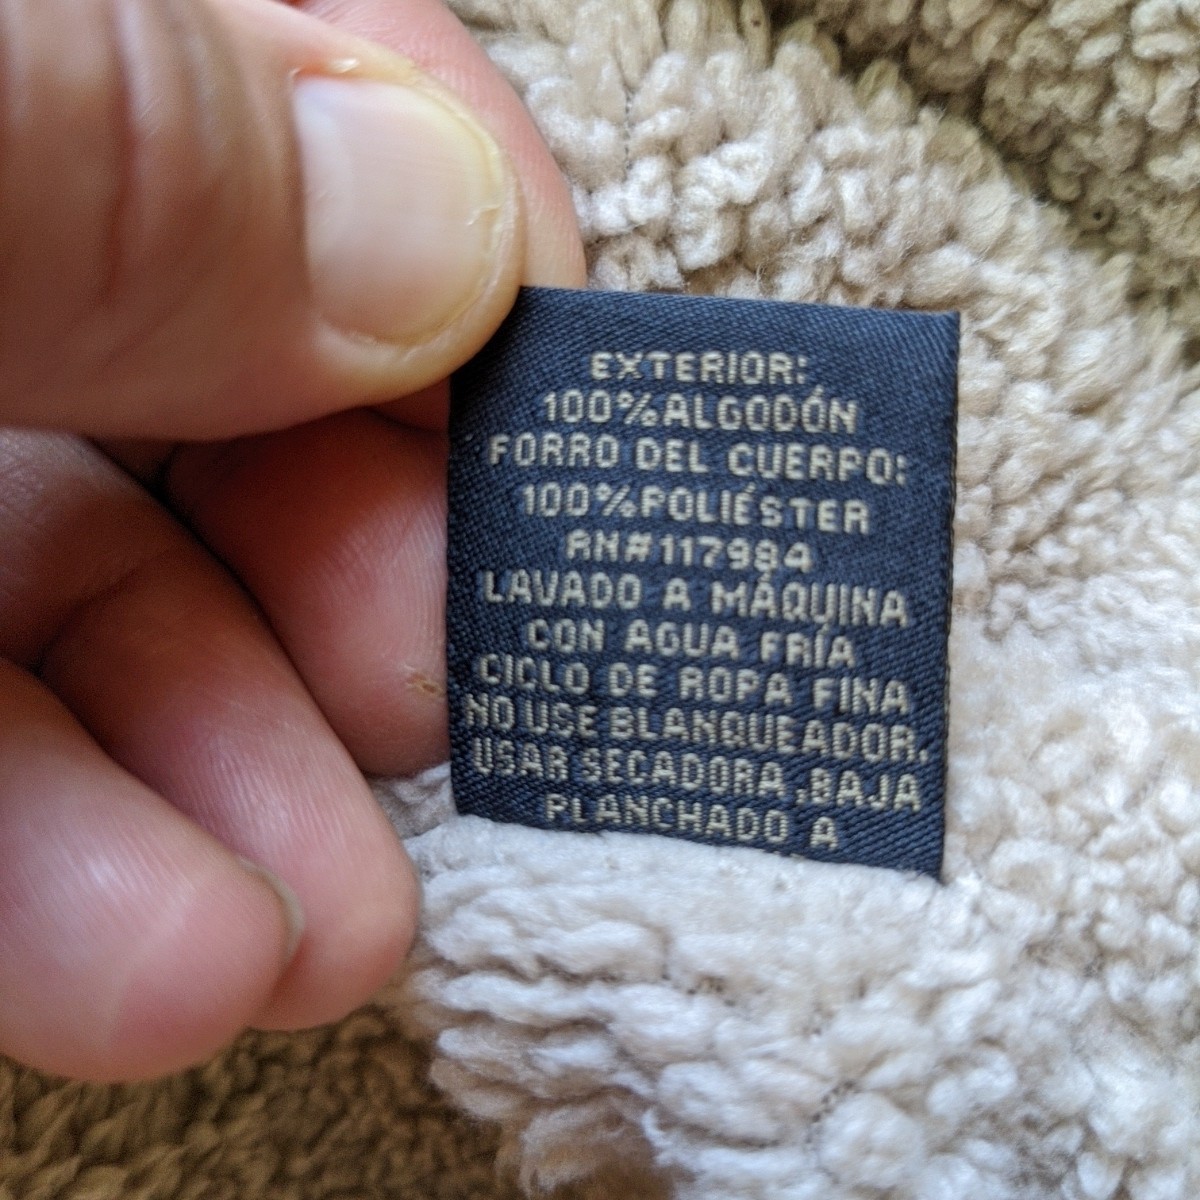 EXTERIOR:
100%ALGODÓN
FORRO DEL CUERPO:
100%POLIÉSTER
RN#117984
LAVADO A MÁQUINA
CON AGUA FRÍA
CICLO DE ROPA FINA
NO USE BLANQUEADOR.
USAR SECADORA ,BAJA
PLANCHADO A